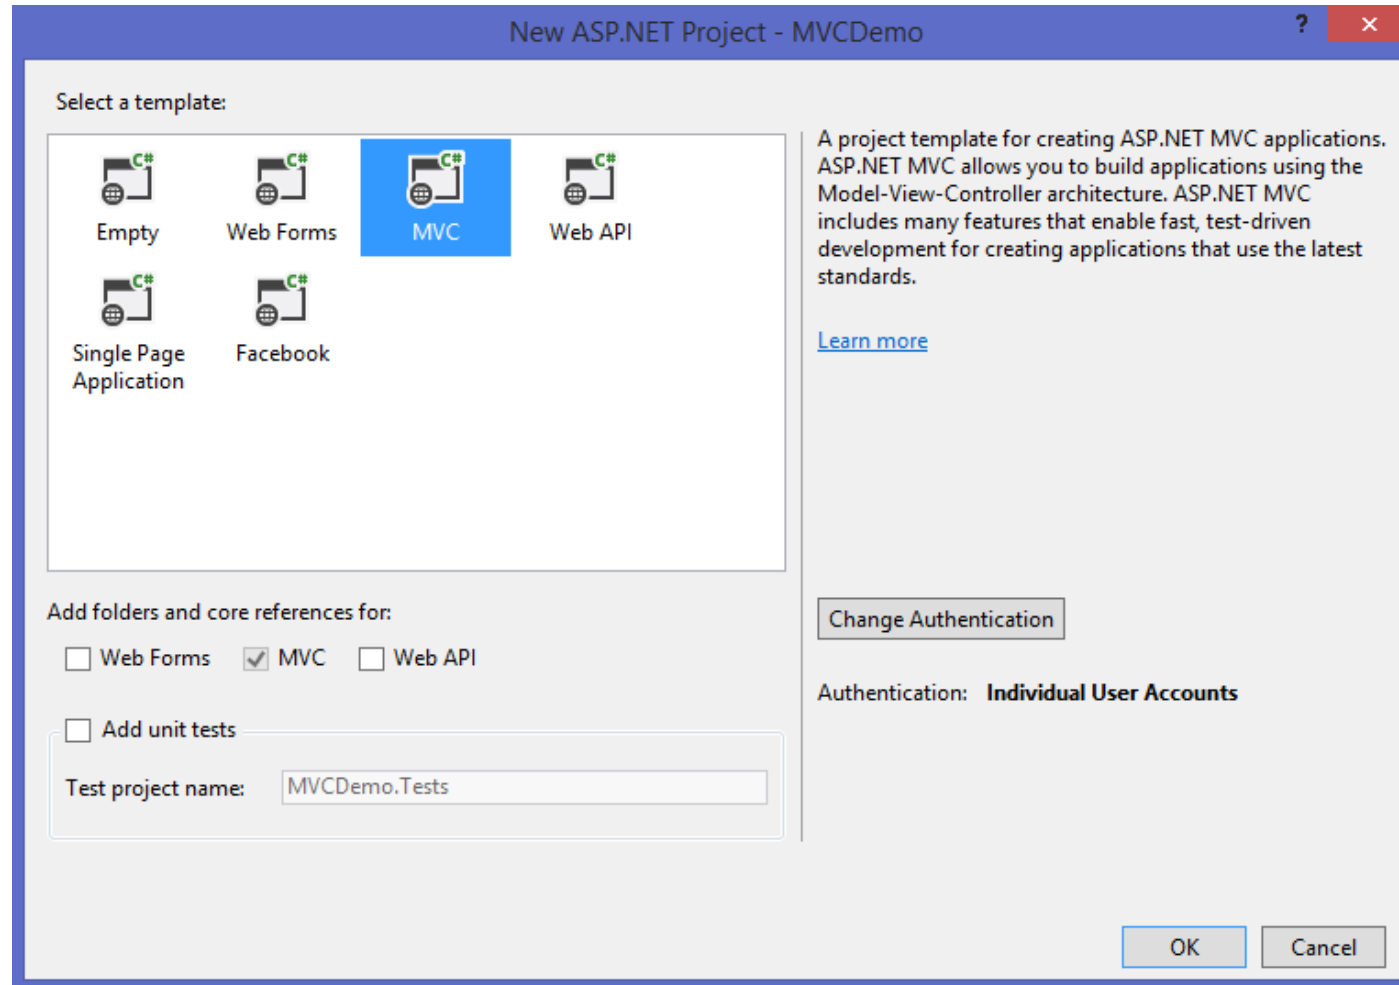 New ASP.NET Project - MVCDemo
?
Select a template:
C# C# C# C#
Empty Web Forms MVC Web API
C# C#
Single Page Facebook
Application
A project template for creating ASP.NET MVC applications.
ASP.NET MVC allows you to build applications using the
Model-View-Controller architecture. ASP.NET MVC
includes many features that enable fast, test-driven
development for creating applications that use the latest
standards.
Learn more
Add folders and core references for:
Web Forms MVC Web API
Add unit tests
Test project name: MVCDemo.Tests
Change Authentication
Authentication: Individual User Accounts
OK Cancel